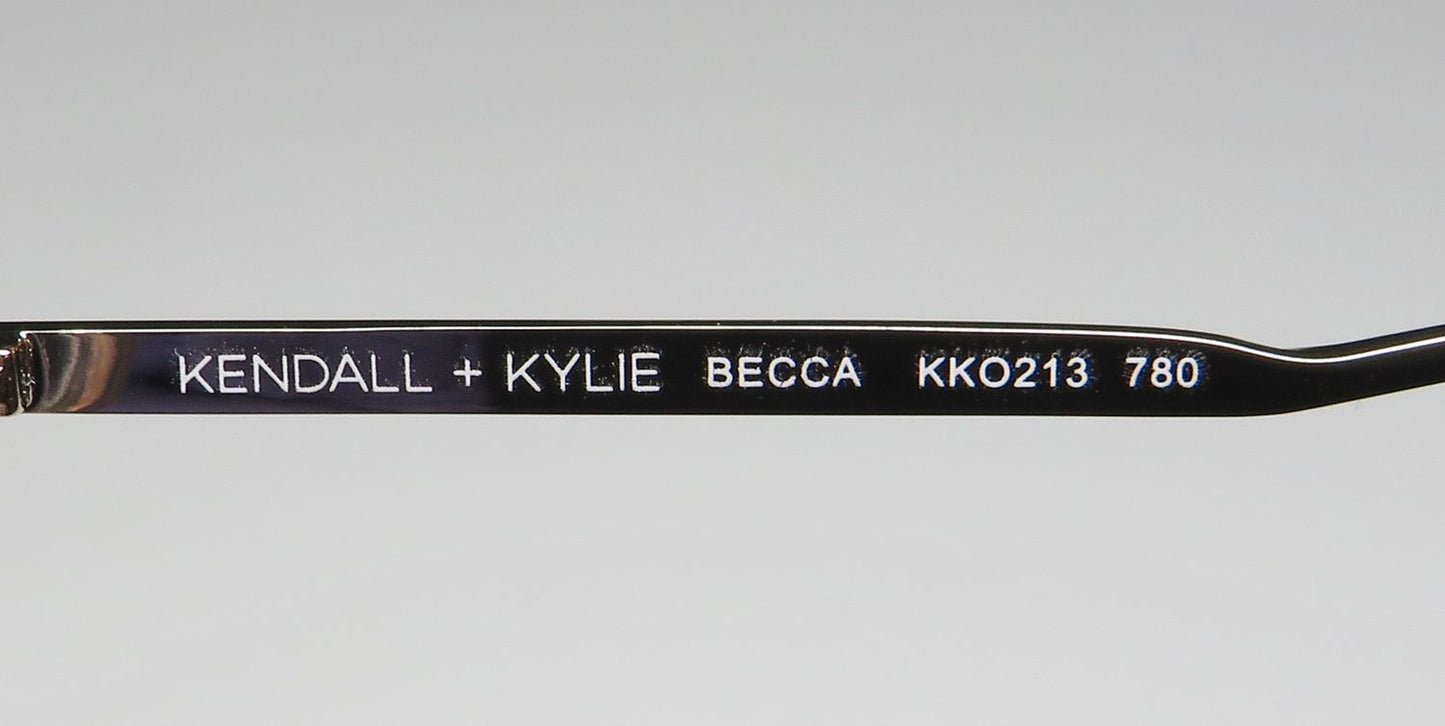 KENDALL + KYLIE BECCA KKO213 780